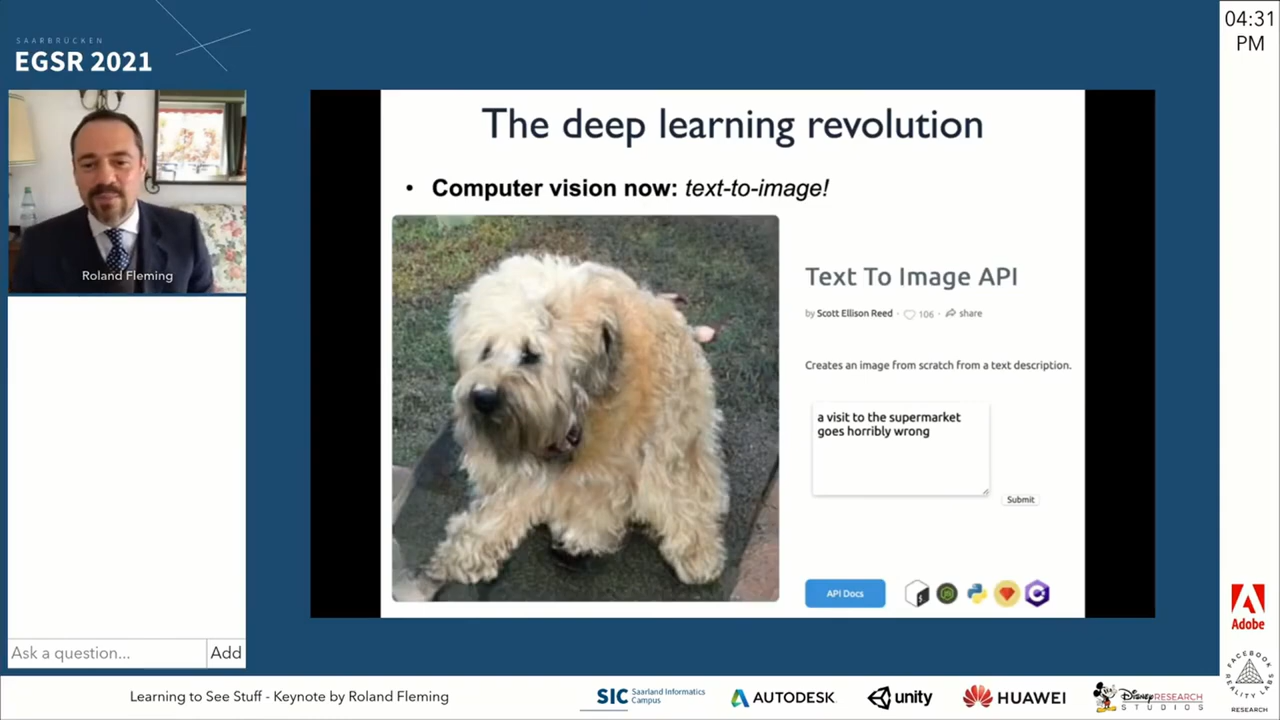 SAARBRÜCKEN
EGSR 2021
Roland Fleming
Ask a question...
Add
The deep learning revolution
• Computer vision now: text-to-image!
Text To Image API
by Scott Ellison Reed · 106 · share
Creates an image from scratch from a text description.
a visit to the supermarket
goes horribly wrong
Submit
API Docs
04:31
PM
Adobe
FACEBOOK
REALITY LABS
RESEARCH
Learning to See Stuff - Keynote by Roland Fleming
SIC Saarland Informatics
Campus
AUTODESK
unity
HUAWEI
Disney RESEARCH
STUDIOS